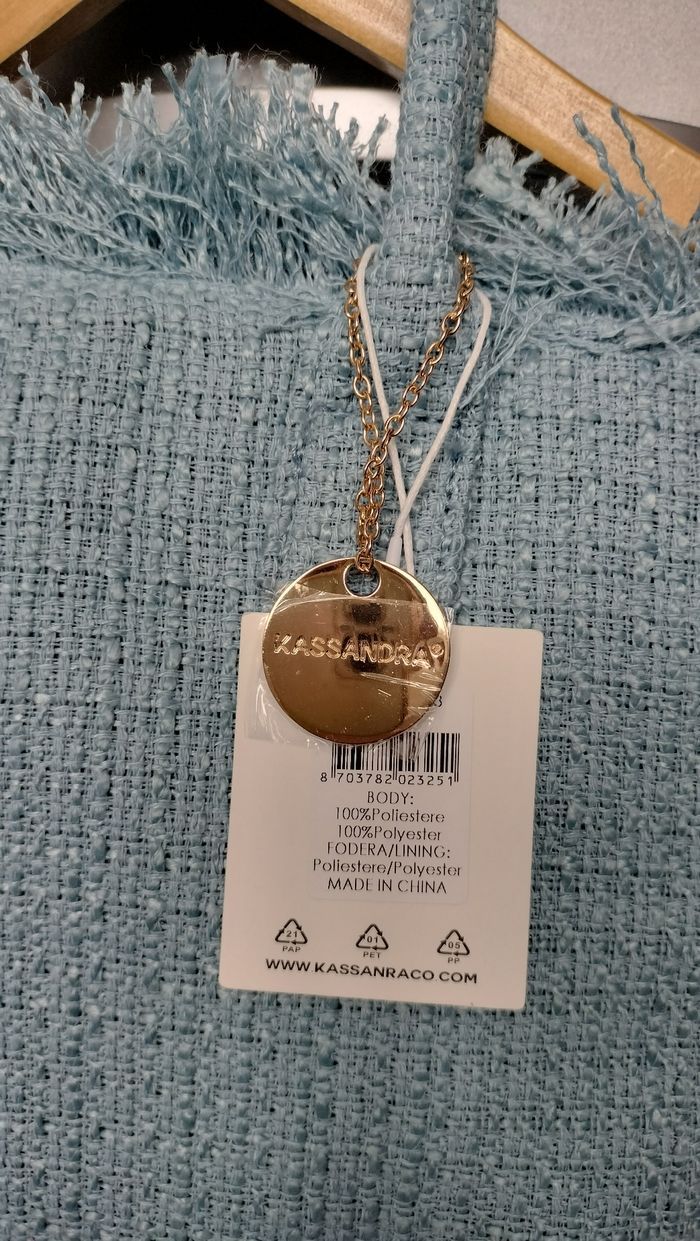 KASSANDRA®
8 703782 023251
BODY:
100%Poliestere
100%Polyester
FODERA/LINING:
Poliestere/Polyester
MADE IN CHINA
21 01 05
PAP PET PP
WWW.KASSANRACO.COM